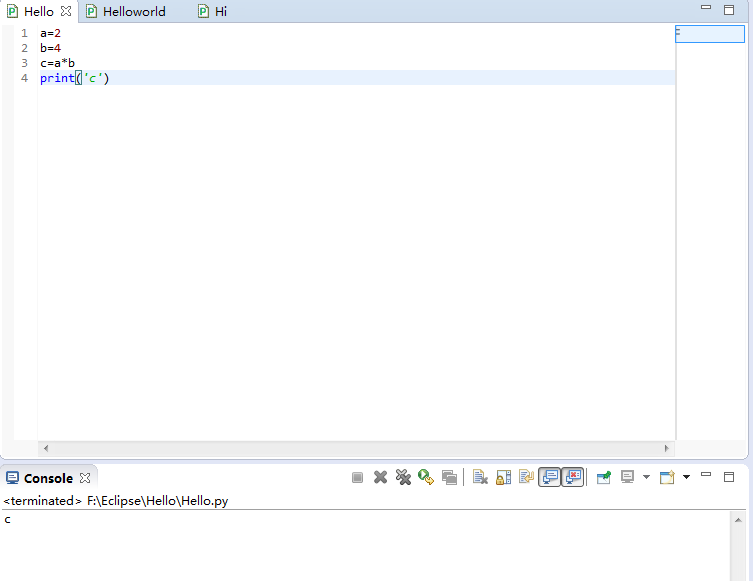 Hello Helloworld Hi
1 a=2
2 b=4
3 c=a*b
4 print('c')
Console
<terminated> F:\Eclipse\Hello\Hello.py
c